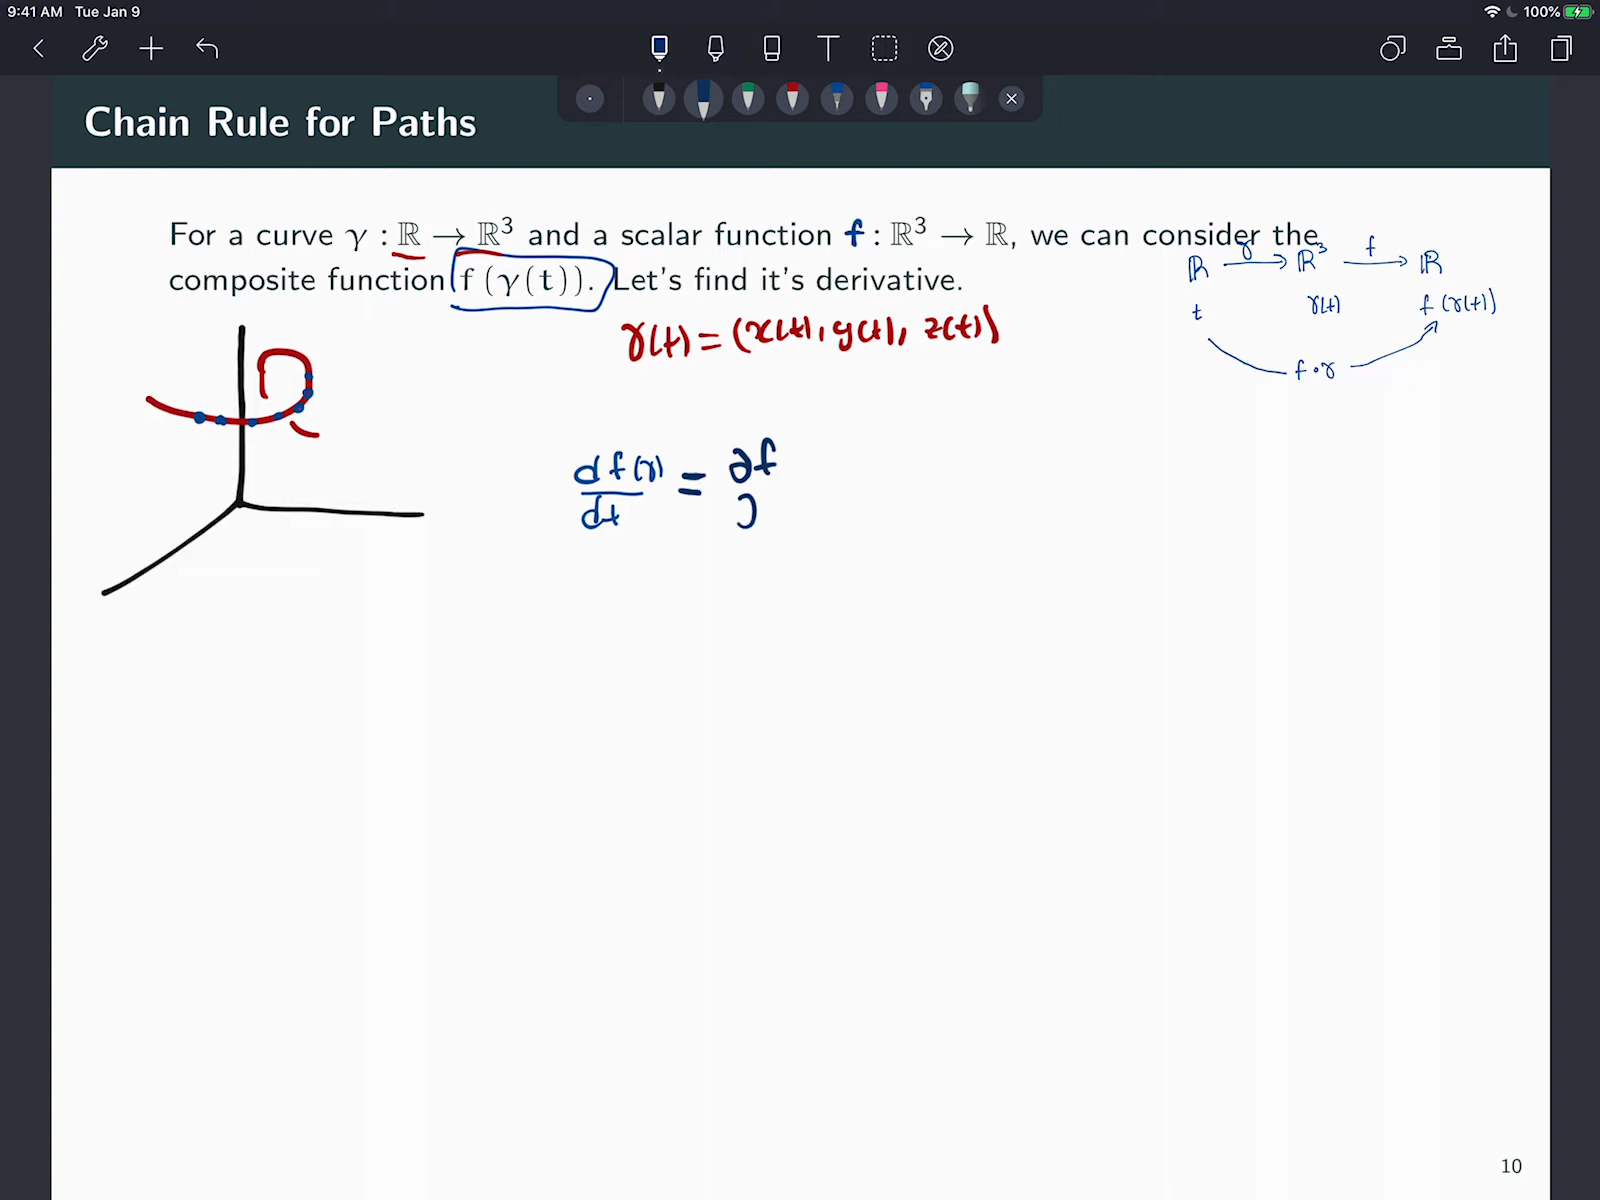 9:41 AM Tue Jan 9
100%
Chain Rule for Paths
For a curve γ : ℝ → ℝ³ and a scalar function f : ℝ³ → ℝ, we can consider the
composite function f (γ(t)). Let's find it's derivative.
ℝ γ→ ℝ³ f→ ℝ
t γ(t) f(γ(t))
f∘γ
γ(t) = (x(t), y(t), z(t))
d f(γ) = ∂f
dt
10